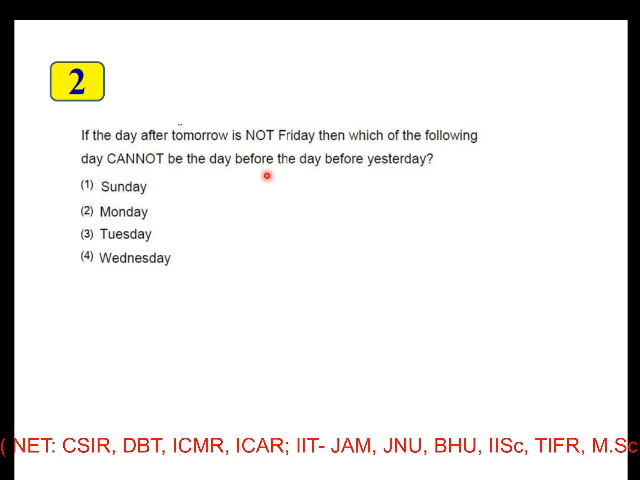 2
If the day after tomorrow is NOT Friday then which of the following
day CANNOT be the day before the day before yesterday?
(1) Sunday
(2) Monday
(3) Tuesday
(4) Wednesday
( NET: CSIR, DBT, ICMR, ICAR; IIT- JAM, JNU, BHU, IISc, TIFR, M.Sc